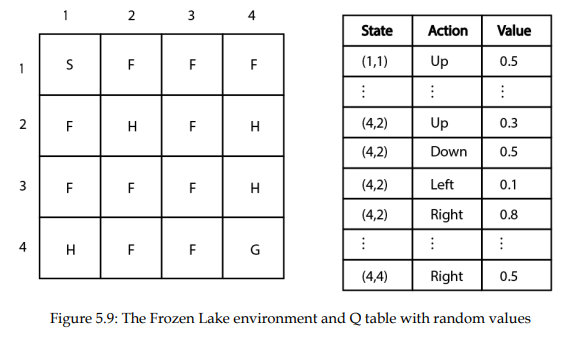 1 2 3 4
1 S F F F
2 F H F H
3 F F F H
4 H F F G
State Action Value
(1,1) Up 0.5
⋮ ⋮ ⋮
(4,2) Up 0.3
(4,2) Down 0.5
(4,2) Left 0.1
(4,2) Right 0.8
⋮ ⋮ ⋮
(4,4) Right 0.5
Figure 5.9: The Frozen Lake environment and Q table with random values